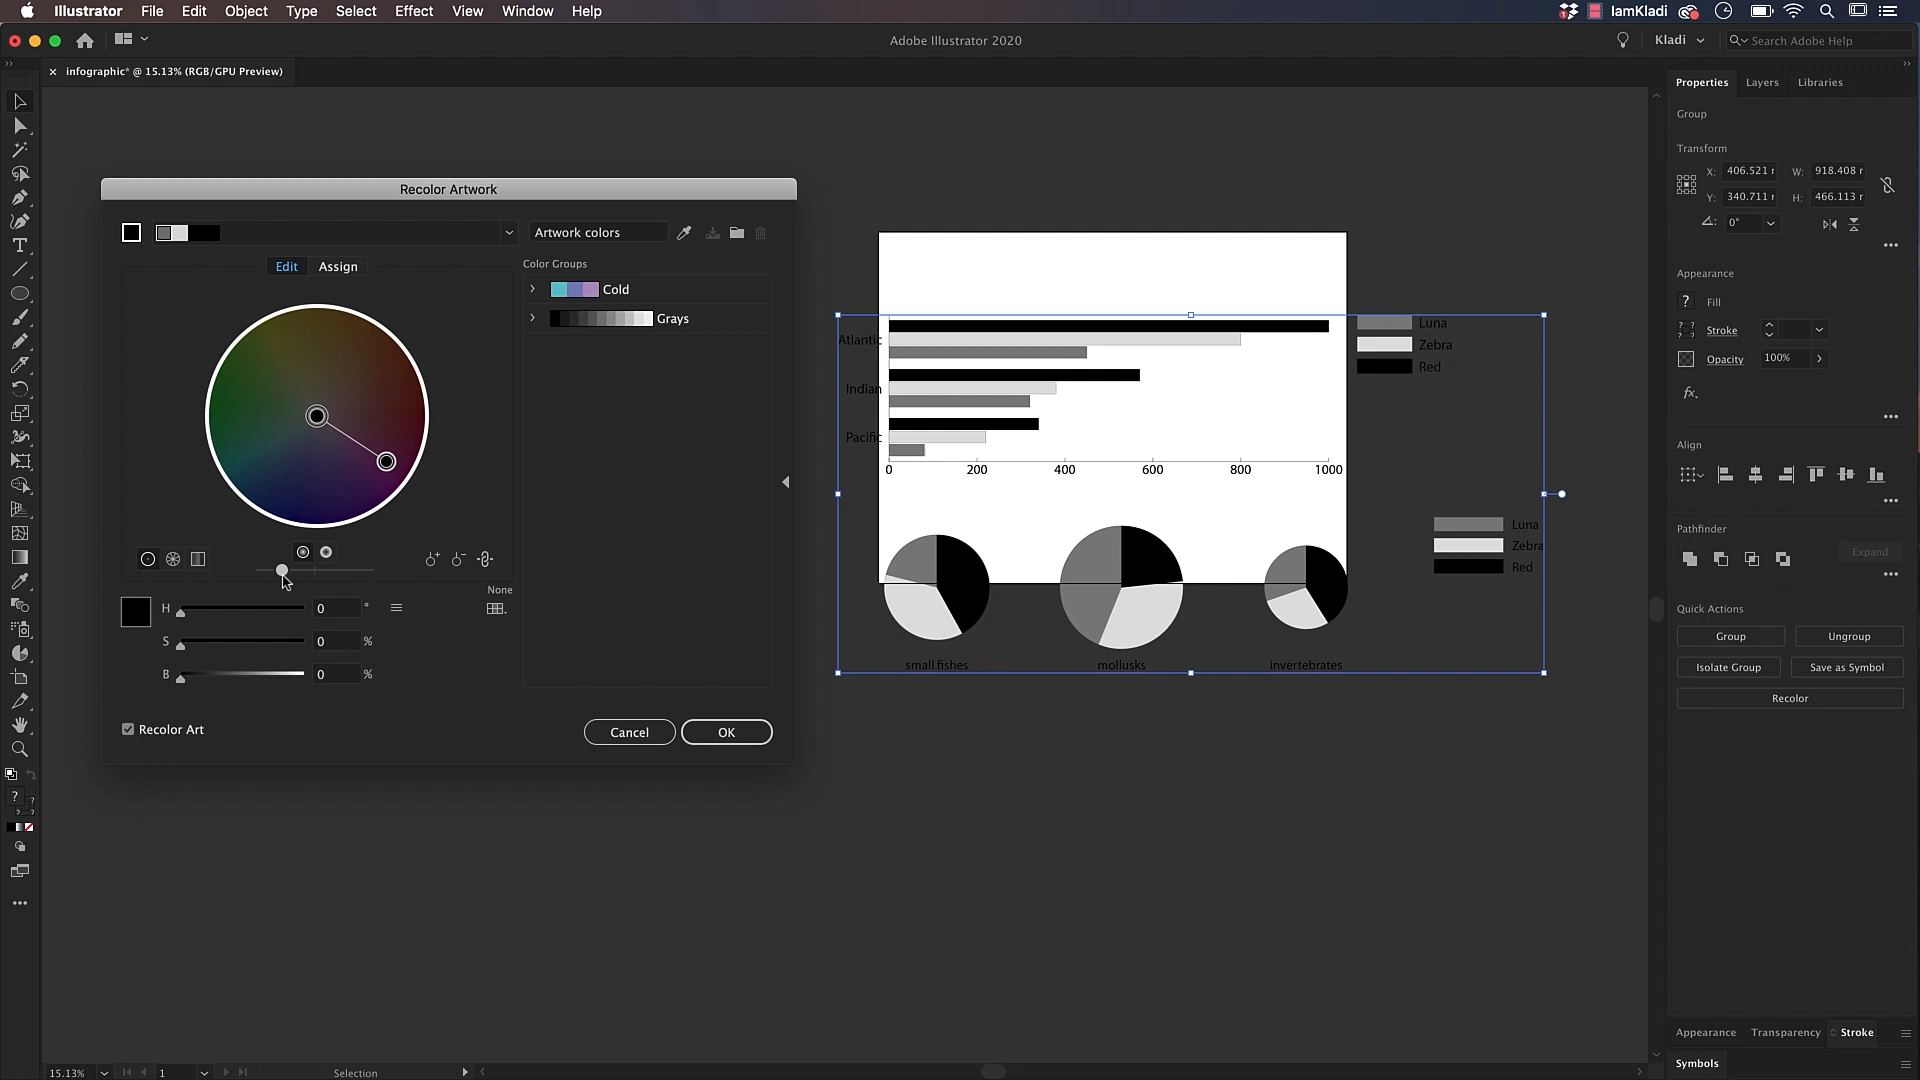 Illustrator File Edit Object Type Select Effect View Window Help
1 IamKladi
Adobe Illustrator 2020
Kladi
Search Adobe Help
× infographic* @ 15.13% (RGB/GPU Preview)
Properties Layers Libraries
Group
Transform
X: 406.521 r W: 918.408 r
Y: 340.711 r H: 466.113 r
0°
Appearance
? Fill
Stroke
Opacity 100%
fx.
Align
Pathfinder
Expand
Quick Actions
Group Ungroup
Isolate Group Save as Symbol
Recolor
Appearance Transparency Stroke
Symbols
Recolor Artwork
Artwork colors
Edit Assign
Color Groups
Cold
Grays
None
H 0 °
S 0 %
B 0 %
Recolor Art
Cancel OK
Atlantic
Indian
Pacific
0 200 400 600 800 1000
Luna
Zebra
Red
Luna
Zebra
Red
small fishes mollusks invertebrates
15.13% 1 Selection